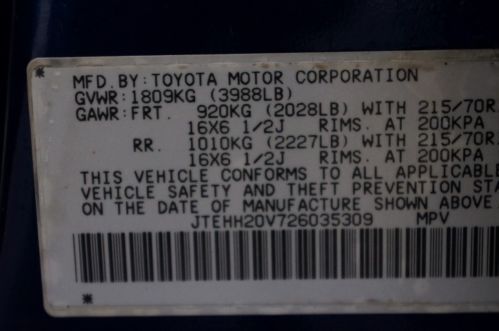 MFD. BY: TOYOTA MOTOR CORPORATION
GVWR: 1809KG (3988LB)
GAWR: FRT. 920KG (2028LB) WITH 215/70R
16X6 1/2J RIMS. AT 200KPA
RR. 1010KG (2227LB) WITH 215/70R
16X6 1/2J RIMS. AT 200KPA
THIS VEHICLE CONFORMS TO ALL APPLICABLE
VEHICLE SAFETY AND THEFT PREVENTION STA
ON THE DATE OF MANUFACTURE SHOWN ABOVE
JTEHH20V726035309 MPV